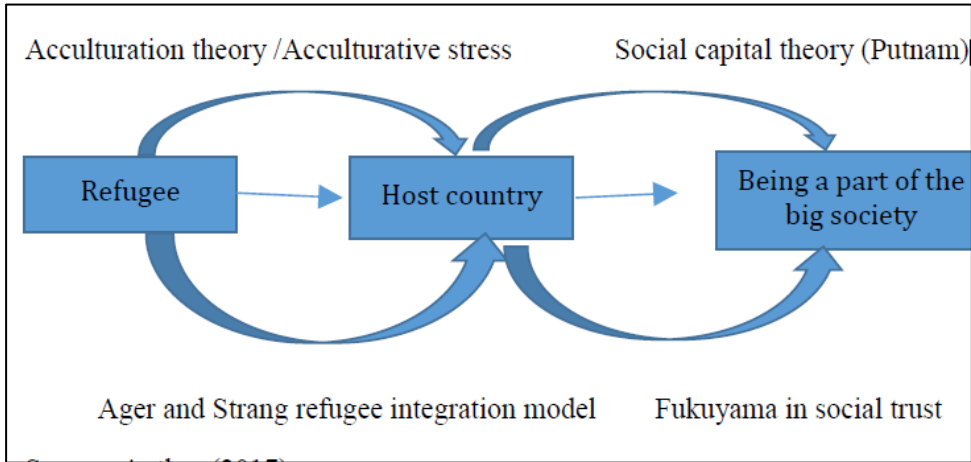 Acculturation theory /Acculturative stress
Social capital theory (Putnam)
Refugee
Host country
Being a part of the
big society
Ager and Strang refugee integration model
Fukuyama in social trust